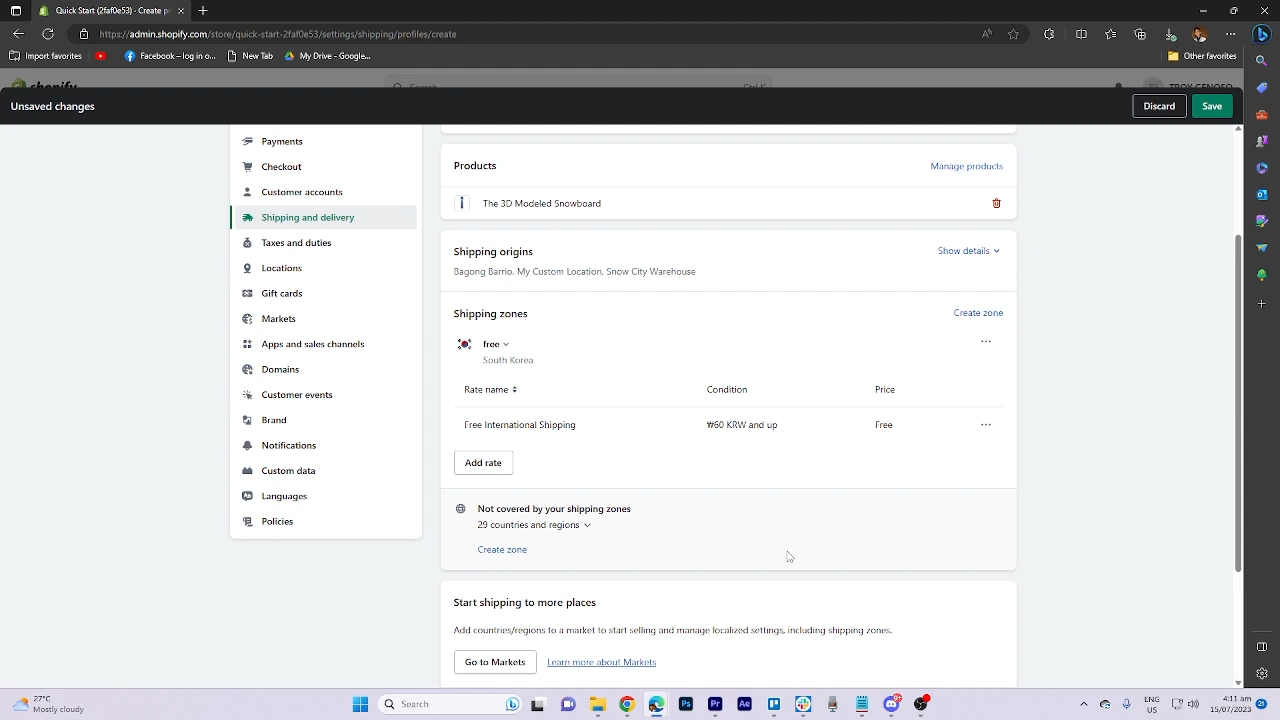 Quick Start (2faf0e53) - Create pr
https://admin.shopify.com/store/quick-start-2faf0e53/settings/shipping/profiles/create
Import favorites
Facebook – log in o...
New Tab
My Drive - Google...
Other favorites
Unsaved changes
Discard
Save
Payments
Checkout
Customer accounts
Shipping and delivery
Taxes and duties
Locations
Gift cards
Markets
Apps and sales channels
Domains
Customer events
Brand
Notifications
Custom data
Languages
Policies
Products
Manage products
The 3D Modeled Snowboard
Shipping origins
Show details
Bagong Barrio, My Custom Location, Snow City Warehouse
Shipping zones
Create zone
free
South Korea
Rate name
Condition
Price
Free International Shipping
₩60 KRW and up
Free
Add rate
Not covered by your shipping zones
29 countries and regions
Create zone
Start shipping to more places
Add countries/regions to a market to start selling and manage localized settings, including shipping zones.
Go to Markets
Learn more about Markets
27°C
Mostly cloudy
Search
Ps
Pr
Ae
ENG
US
4:11 am
15/07/2023